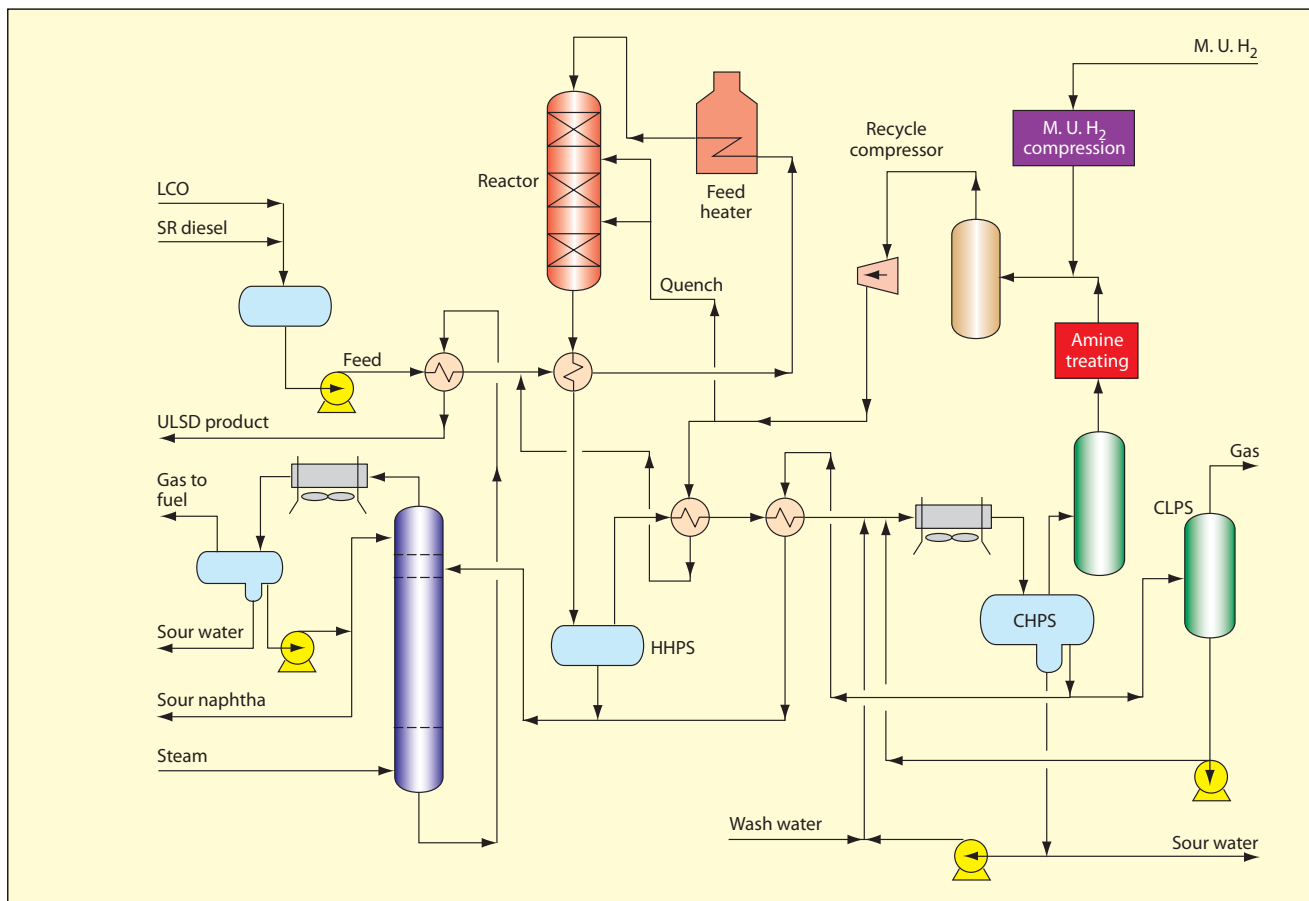 M. U. H2
M. U. H2
compression
Recycle
compressor
Reactor
Feed
heater
LCO
SR diesel
Quench
Amine
treating
Feed
ULSD product
Gas to
fuel
Gas
CLPS
CHPS
Sour water
HHPS
Sour naphtha
Steam
Wash water
Sour water